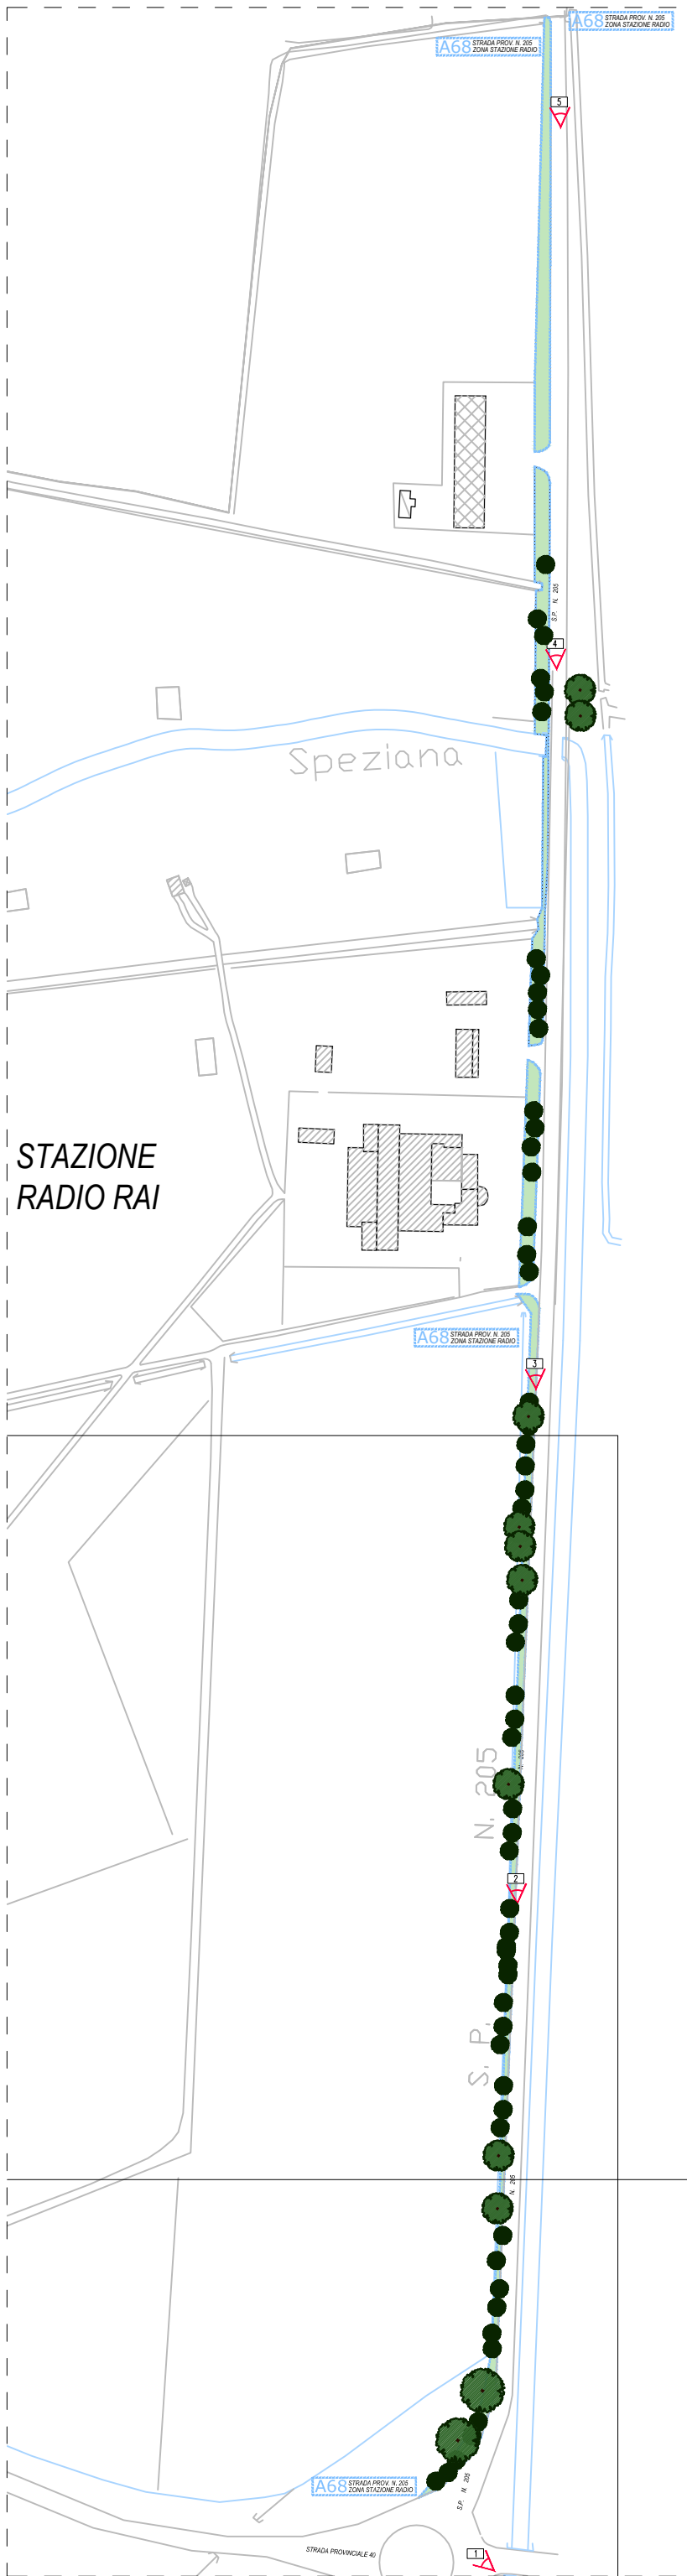 A68 STRADA PROV. N. 205
ZONA STAZIONE RADIO
A68 STRADA PROV. N. 205
ZONA STAZIONE RADIO
5
S.P. N. 205
4
Speziana
STAZIONE
RADIO RAI
A68 STRADA PROV. N. 205
ZONA STAZIONE RADIO
3
N. 205
S. P. N. 205
2
N. 205
A68 STRADA PROV. N. 205
ZONA STAZIONE RADIO
S.P. N. 205
STRADA PROVINCIALE 40
1